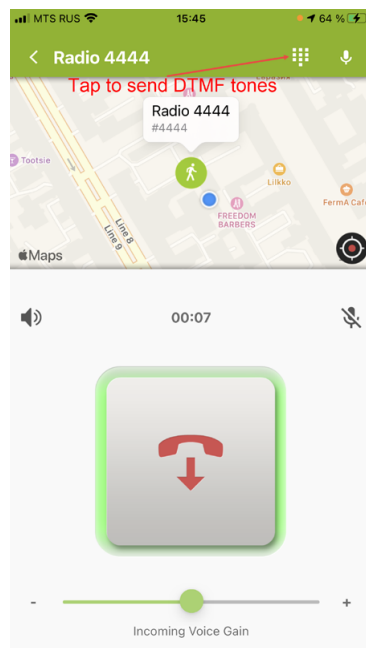 MTS RUS 15:45 64 %
Radio 4444
Tap to send DTMF tones
Radio 4444
#4444
Tootsie
Lilkko
FermA Caf
FREEDOM
BARBERS
Line 8
Line 9
Maps
00:07
- +
Incoming Voice Gain